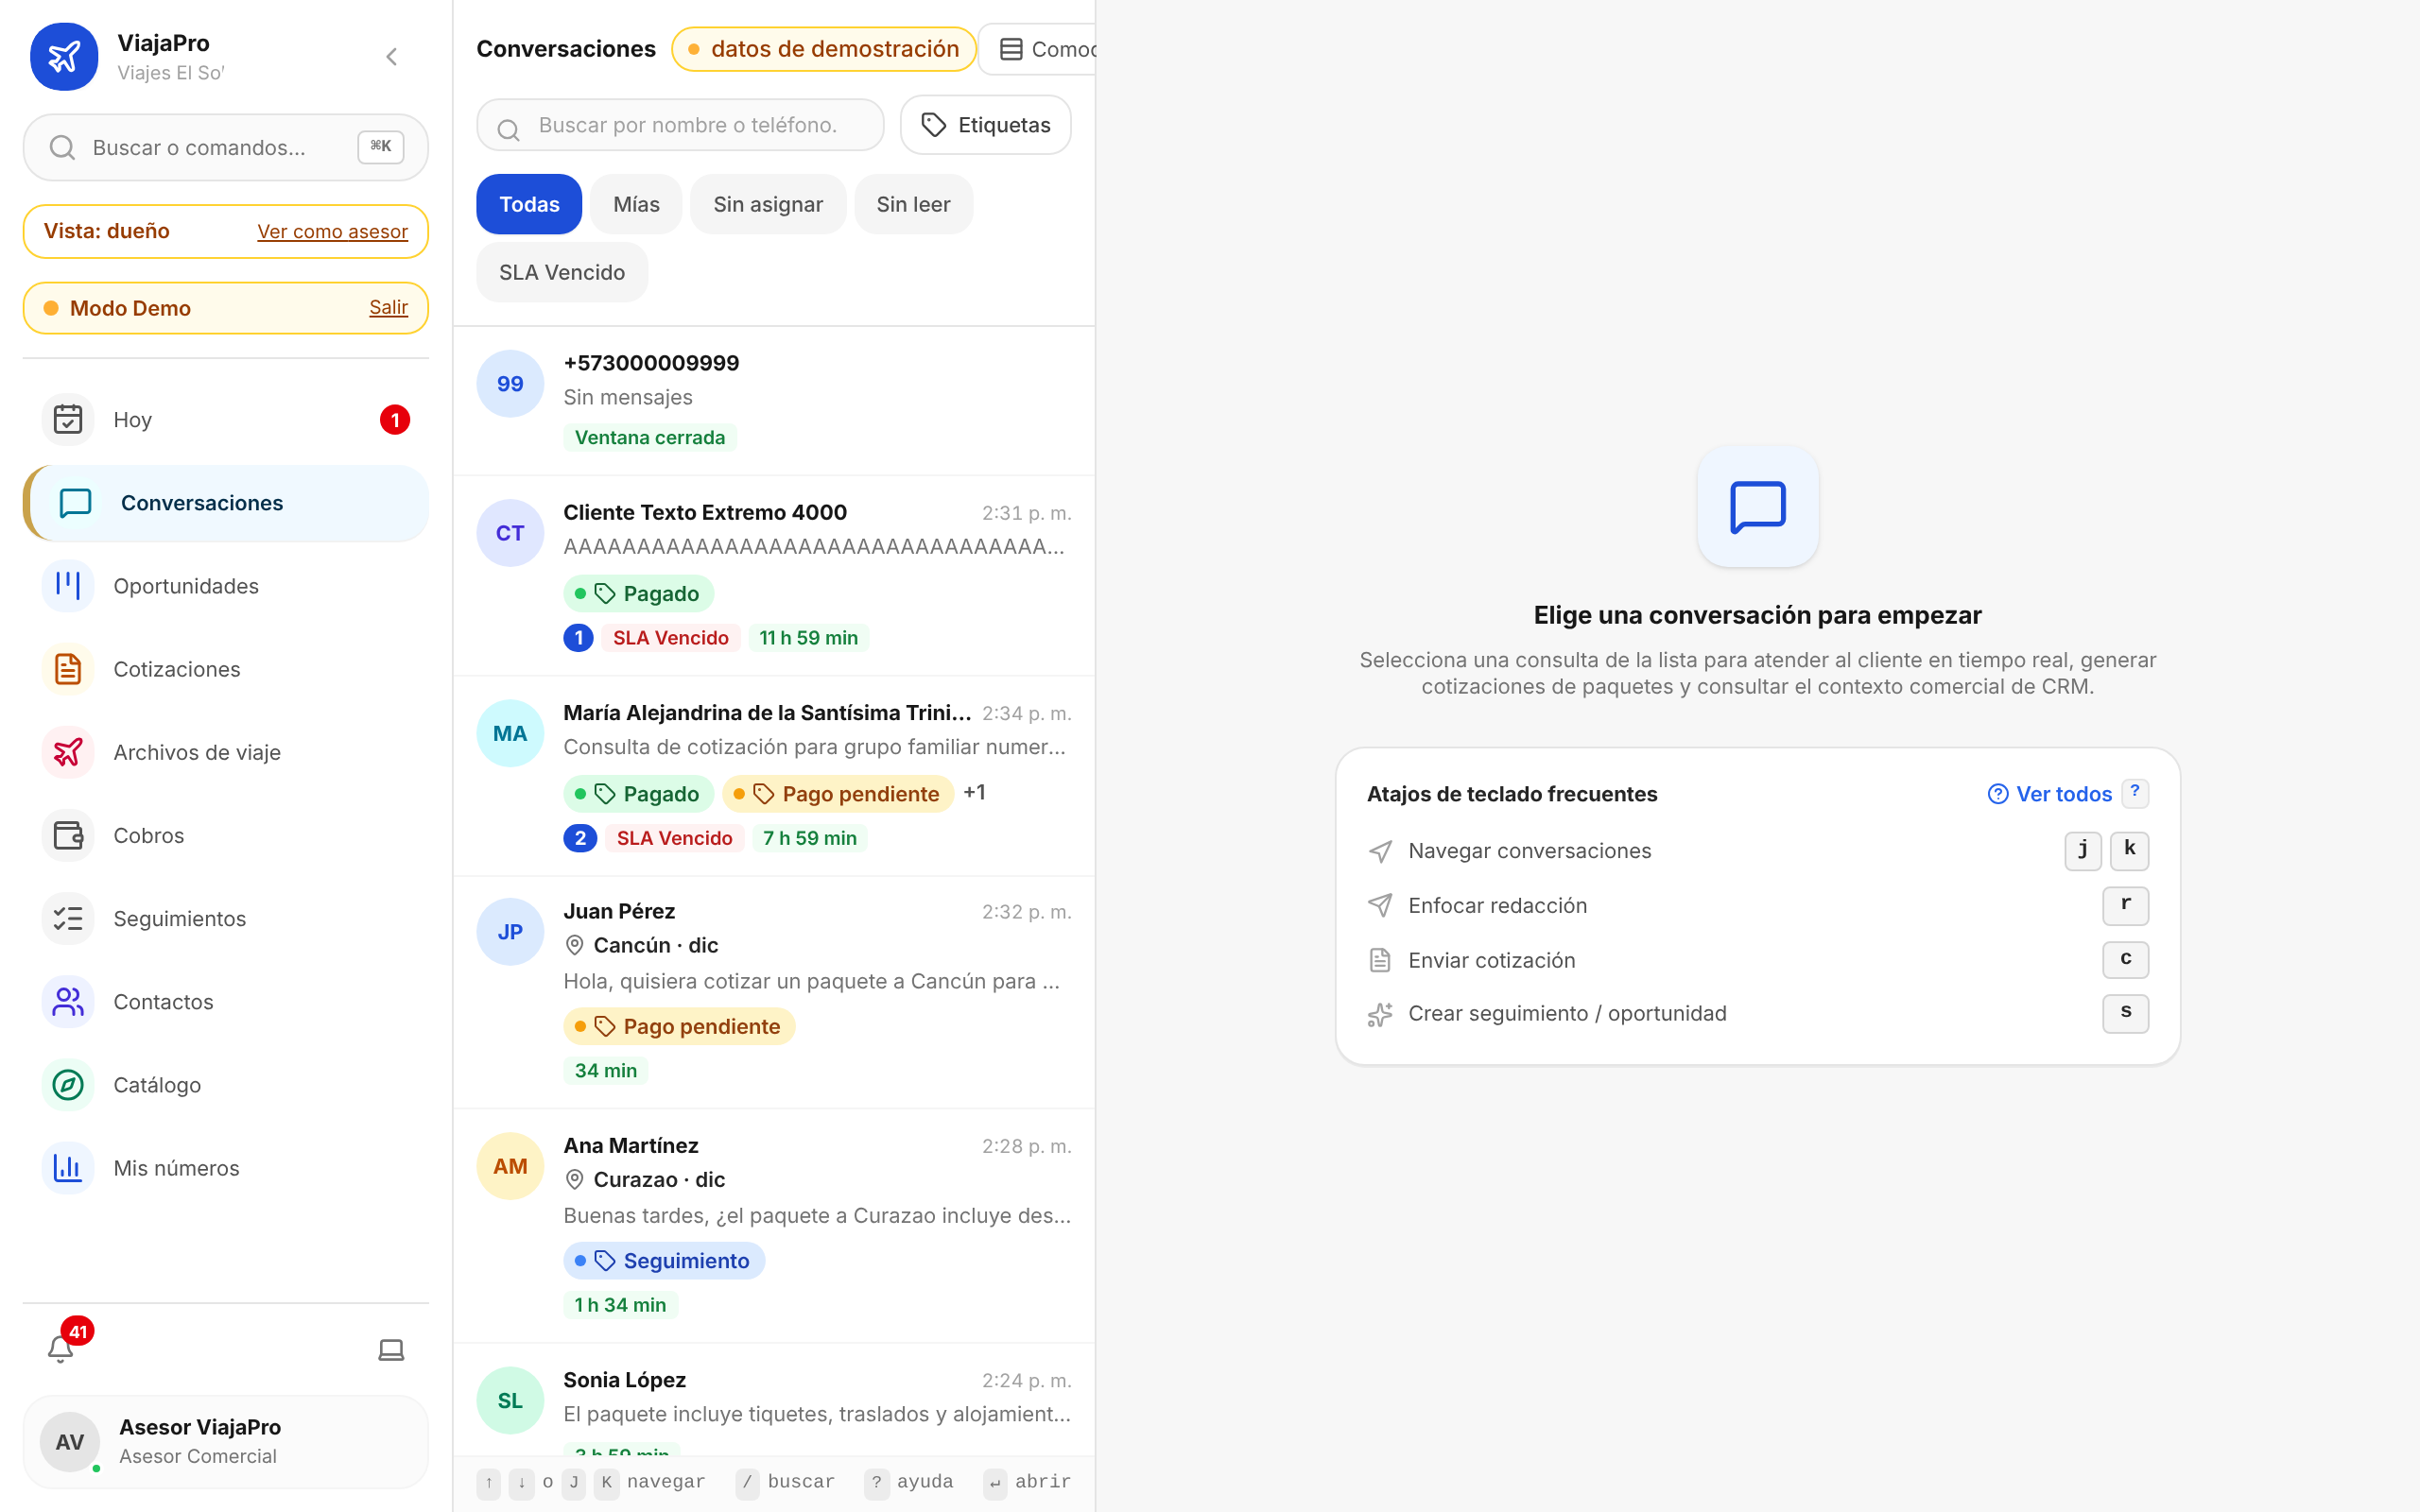 ViajaPro
Viajes El So
Buscar o comandos...
⌘K
Vista: dueño
Ver como asesor
Modo Demo
Salir
Hoy
1
Conversaciones
Oportunidades
Cotizaciones
Archivos de viaje
Cobros
Seguimientos
Contactos
Catálogo
Mis números
41
AV
Asesor ViajaPro
Asesor Comercial
Conversaciones
datos de demostración
Buscar por nombre o teléfono.
Etiquetas
Todas
Mías
Sin asignar
Sin leer
SLA Vencido
99
+573000009999
Sin mensajes
Ventana cerrada
CT
Cliente Texto Extremo 4000
2:31 p. m.
AAAAAAAAAAAAAAAAAAAAAAAAAAAAAAAAA...
Pagado
1 SLA Vencido 11 h 59 min
MA
María Alejandrina de la Santísima Trini...
2:34 p. m.
Consulta de cotización para grupo familiar numer...
Pagado Pago pendiente +1
2 SLA Vencido 7 h 59 min
JP
Juan Pérez
2:32 p. m.
Cancún · dic
Hola, quisiera cotizar un paquete a Cancún para ...
Pago pendiente
34 min
AM
Ana Martínez
2:28 p. m.
Curazao · dic
Buenas tardes, ¿el paquete a Curazao incluye des...
Seguimiento
1 h 34 min
SL
Sonia López
2:24 p. m.
El paquete incluye tiquetes, traslados y alojamient...
3 h 59 min
↑ ↓ o J K navegar / buscar ? ayuda ↵ abrir
Elige una conversación para empezar
Selecciona una consulta de la lista para atender al cliente en tiempo real, generar
cotizaciones de paquetes y consultar el contexto comercial de CRM.
Atajos de teclado frecuentes
Ver todos ?
Navegar conversaciones
j k
Enfocar redacción
r
Enviar cotización
c
Crear seguimiento / oportunidad
s